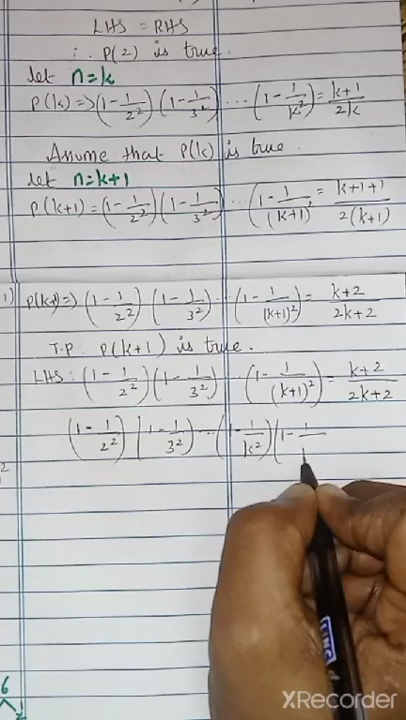 LHS = RHS
∴ P(2) is true.
let n=k
P(k) => (1 - 1/2²) (1 - 1/3²) ... (1 - 1/k²) = k+1/2k
Assume that P(k) is true.
let n=k+1
P(k+1) = (1 - 1/2²) (1 - 1/3²) ... (1 - 1/(k+1) = k+1+1/2(k+1)
1) P(k+1) => (1 - 1/2²) (1 - 1/3²) ... (1 - 1/(k+1)²) = k+2/2k+2
T.P: P(k+1) is true.
LHS: (1 - 1/2²) (1 - 1/3²) ... (1 - 1/(k+1)²) = k+2/2k+2
(1 - 1/2²) (1 - 1/3²) ... (1 - 1/k²) (1 - 1/
2
6
2
XRecorder